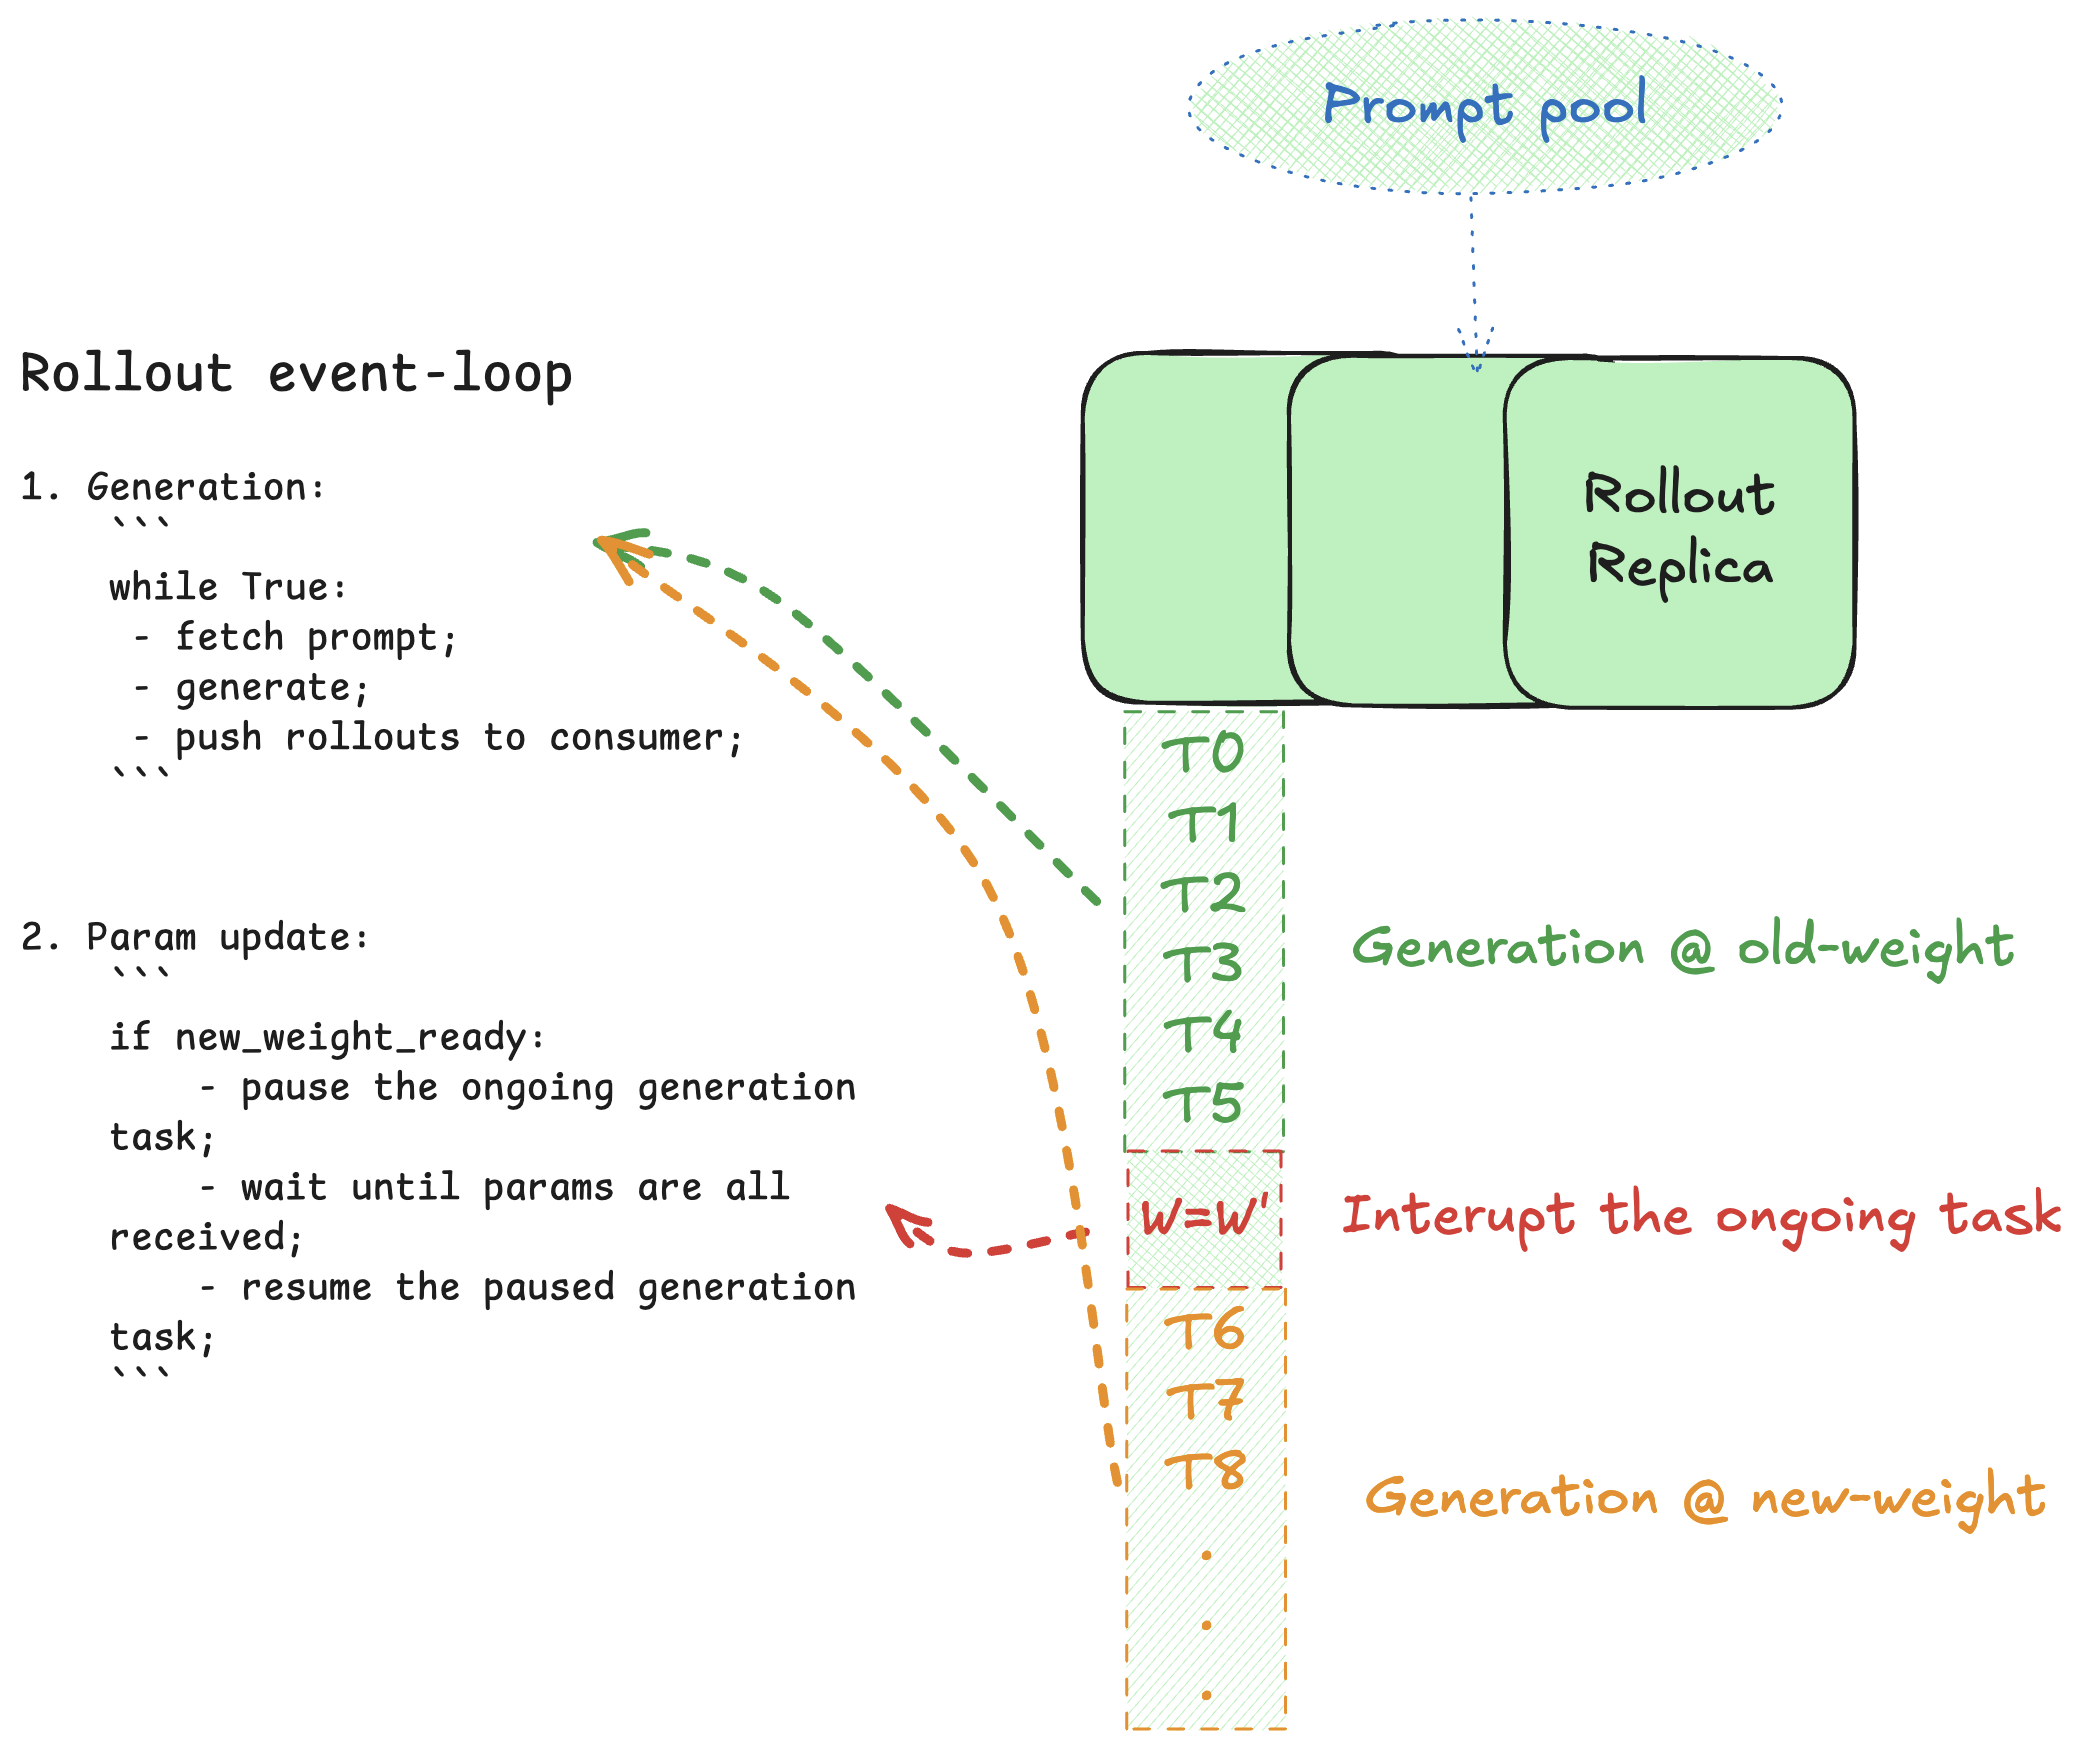 Prompt pool
Rollout event-loop
1. Generation:
```
while True:
- fetch prompt;
- generate;
- push rollouts to consumer;
```
2. Param update:
```
if new_weight_ready:
- pause the ongoing generation
task;
- wait until params are all
received;
- resume the paused generation
task;
```
Rollout
Replica
T0
T1
T2
T3
T4
T5
W=W'
T6
T7
T8
.
.
.
Generation @ old-weight
Interupt the ongoing task
Generation @ new-weight